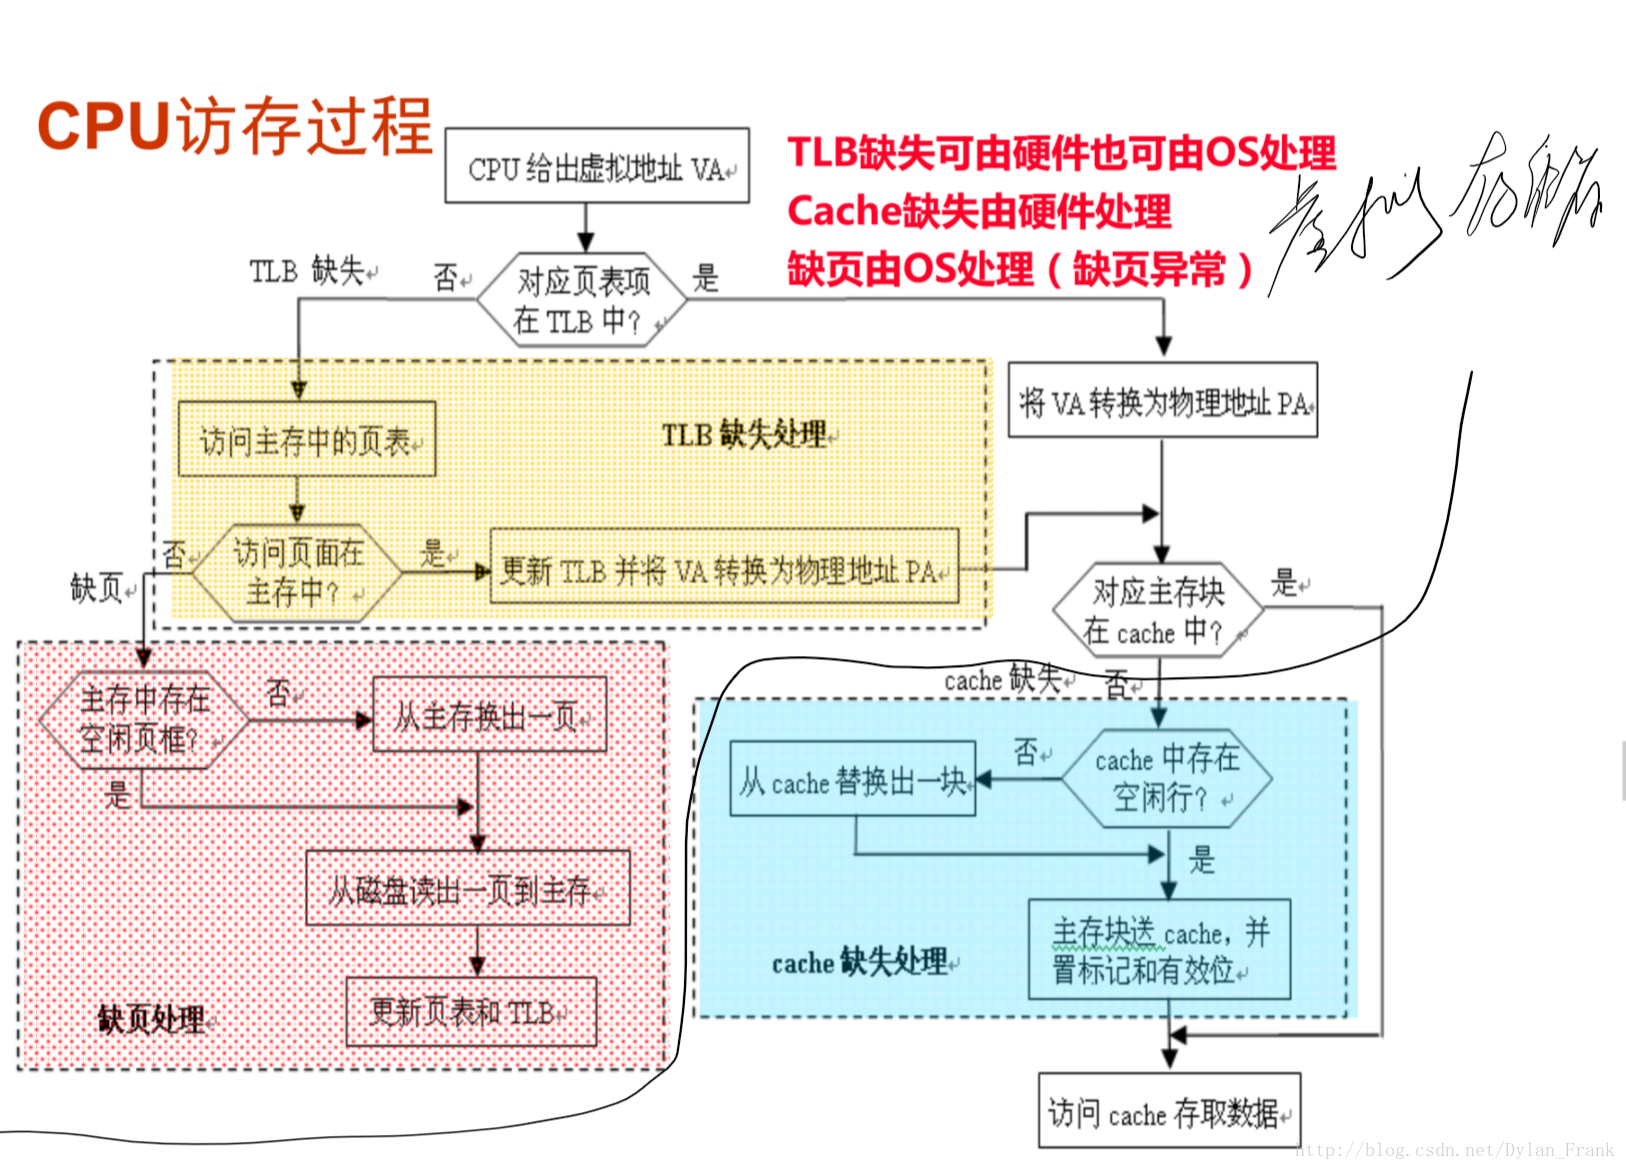 CPU访存过程
CPU 给出虚拟地址 VA
TLB缺失可由硬件也可由OS处理
Cache缺失由硬件处理
缺页由OS处理（缺页异常）
虚拟存储器
TLB 缺失
否
对应页表项
在 TLB 中?
是
将 VA 转换为物理地址 PA
访问主存中的页表
TLB 缺失处理
否
访问页面在
主存中?
是
更新 TLB 并将 VA 转换为物理地址 PA
缺页
对应主存块
在 cache 中?
是
cache 缺失
否
主存中存在
空闲页框?
否
从主存换出一页
是
从磁盘读出一页到主存
更新页表和 TLB
缺页处理
cache 中存在
空闲行?
否
从 cache 替换出一块
是
主存块送 cache，并
置标记和有效位
cache 缺失处理
访问 cache 存取数据
http://blog.csdn.net/Dylan_Frank